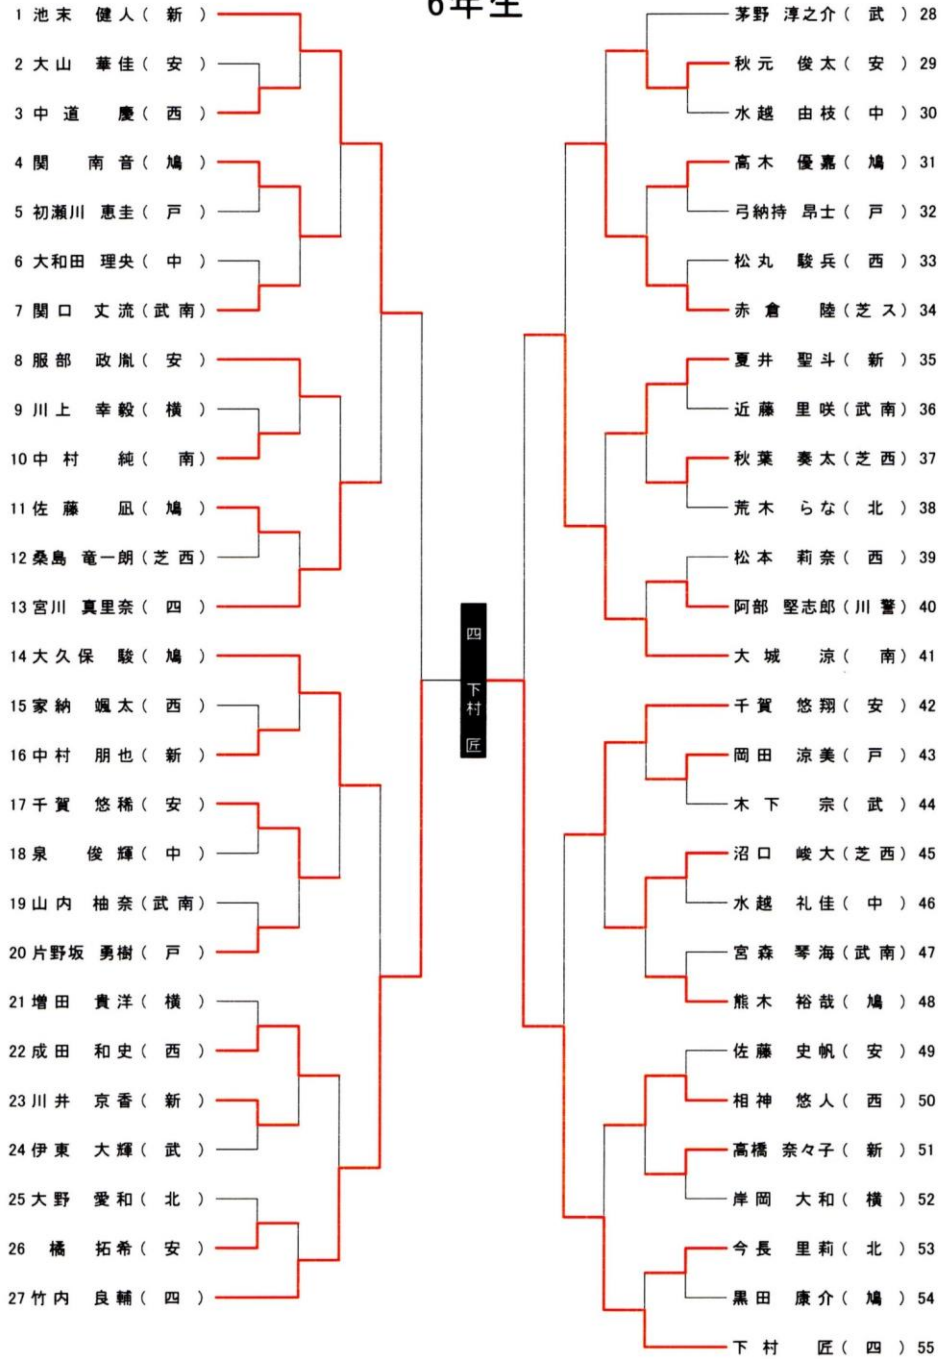 6年生
1 池末 健人(新)
2 大山 華佳(安)
3 中道 慶(西)
4 関 南音(鳩)
5 初瀬川 恵圭(戸)
6 大和田 理央(中)
7 関口 丈流(武南)
8 服部 政胤(安)
9 川上 幸毅(横)
10 中村 純(南)
11 佐藤 凪(鳩)
12 桑島 竜一朗(芝西)
13 宮川 真里奈(四)
14 大久保 駿(鳩)
15 家納 颯太(西)
16 中村 朋也(新)
17 千賀 悠稀(安)
18 泉 俊輝(中)
19 山内 柚奈(武南)
20 片野坂 勇樹(戸)
21 増田 貴洋(横)
22 成田 和史(西)
23 川井 京香(新)
24 伊東 大輝(武)
25 大野 愛和(北)
26 橘 拓希(安)
27 竹内 良輔(四)
四 下村 匠
茅野 淳之介(武) 28
秋元 俊太(安) 29
水越 由枝(中) 30
高木 優嘉(鳩) 31
弓納持 昂士(戸) 32
松丸 駿兵(西) 33
赤倉 陸(芝ス) 34
夏井 聖斗(新) 35
近藤 里咲(武南) 36
秋葉 奏太(芝西) 37
荒木 らな(北) 38
松本 莉奈(西) 39
阿部 堅志郎(川警) 40
大城 涼(南) 41
千賀 悠翔(安) 42
岡田 涼美(戸) 43
木下 宗(武) 44
沼口 峻大(芝西) 45
水越 礼佳(中) 46
宮森 琴海(武南) 47
熊木 裕哉(鳩) 48
佐藤 史帆(安) 49
相神 悠人(西) 50
高橋 奈々子(新) 51
岸岡 大和(横) 52
今長 里莉(北) 53
黒田 康介(鳩) 54
下村 匠(四) 55